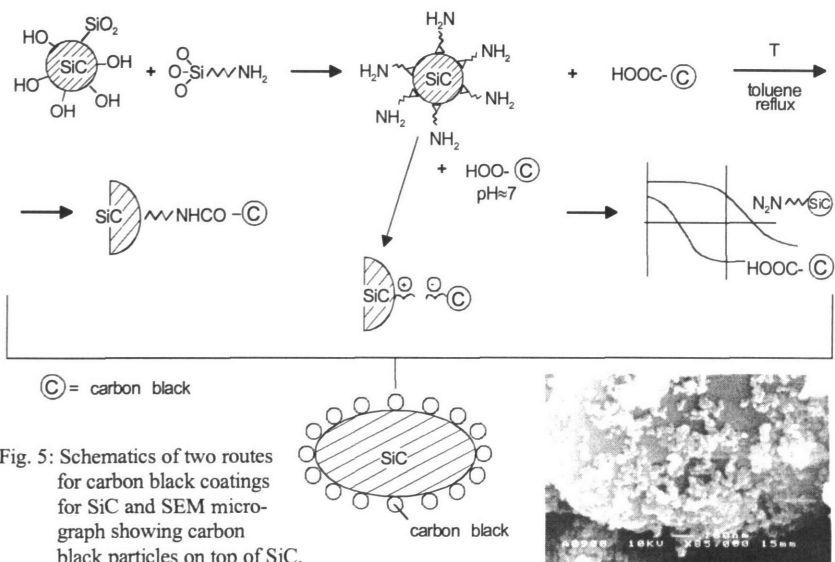 HO
SiO2
OH
SiC
HO
OH
OH
HO
+
O
O-Si
O
NH2
H2N
H2N
NH2
H2N
SiC
NH2
NH2
NH2
+ HOOC- C
T
toluene
reflux
+ HOO- C
pH≈7
SiC
NHCO - C
N2N
SiC
HOOC- C
SiC
+ -
C
C = carbon black
SiC
carbon black
Fig. 5: Schematics of two routes
for carbon black coatings
for SiC and SEM micro-
graph showing carbon
black particles on top of SiC.
10KV
15mm